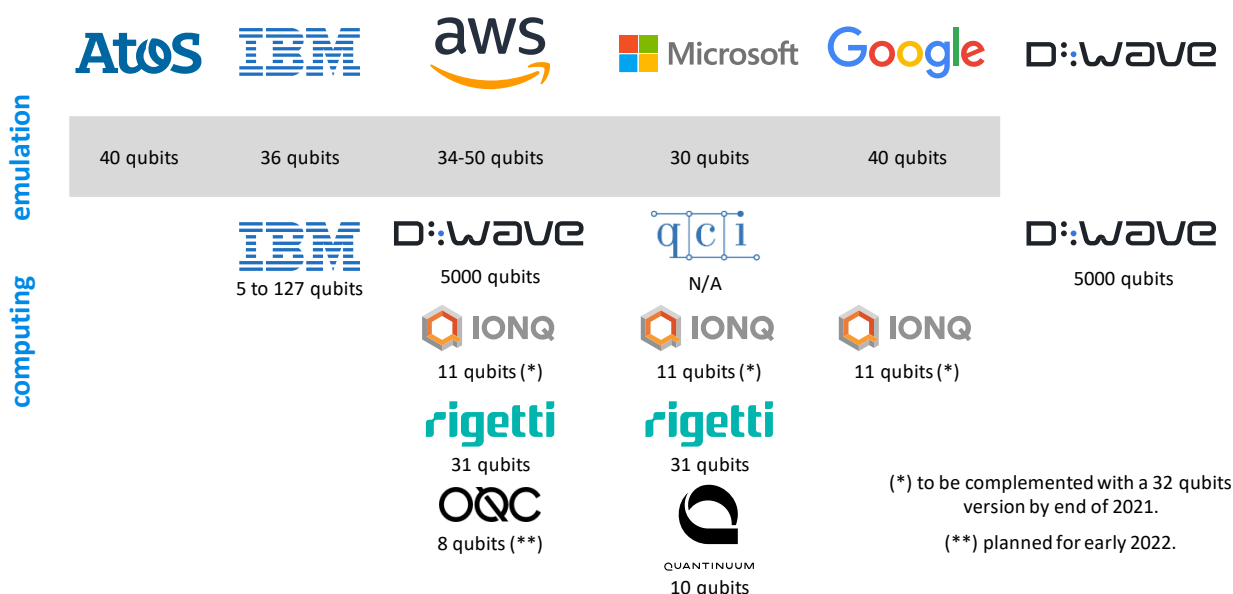 Atos IBM aws Microsoft Google D:wave
emulation
40 qubits 36 qubits 34-50 qubits 30 qubits 40 qubits
computing
IBM D:wave qci D:wave
5 to 127 qubits 5000 qubits N/A 5000 qubits
IONQ IONQ IONQ
11 qubits (*) 11 qubits (*) 11 qubits (*)
rigetti rigetti
31 qubits 31 qubits
(*) to be complemented with a 32 qubits
version by end of 2021.
OQC
8 qubits (**)
(**) planned for early 2022.
QUANTINUUM
10 qubits